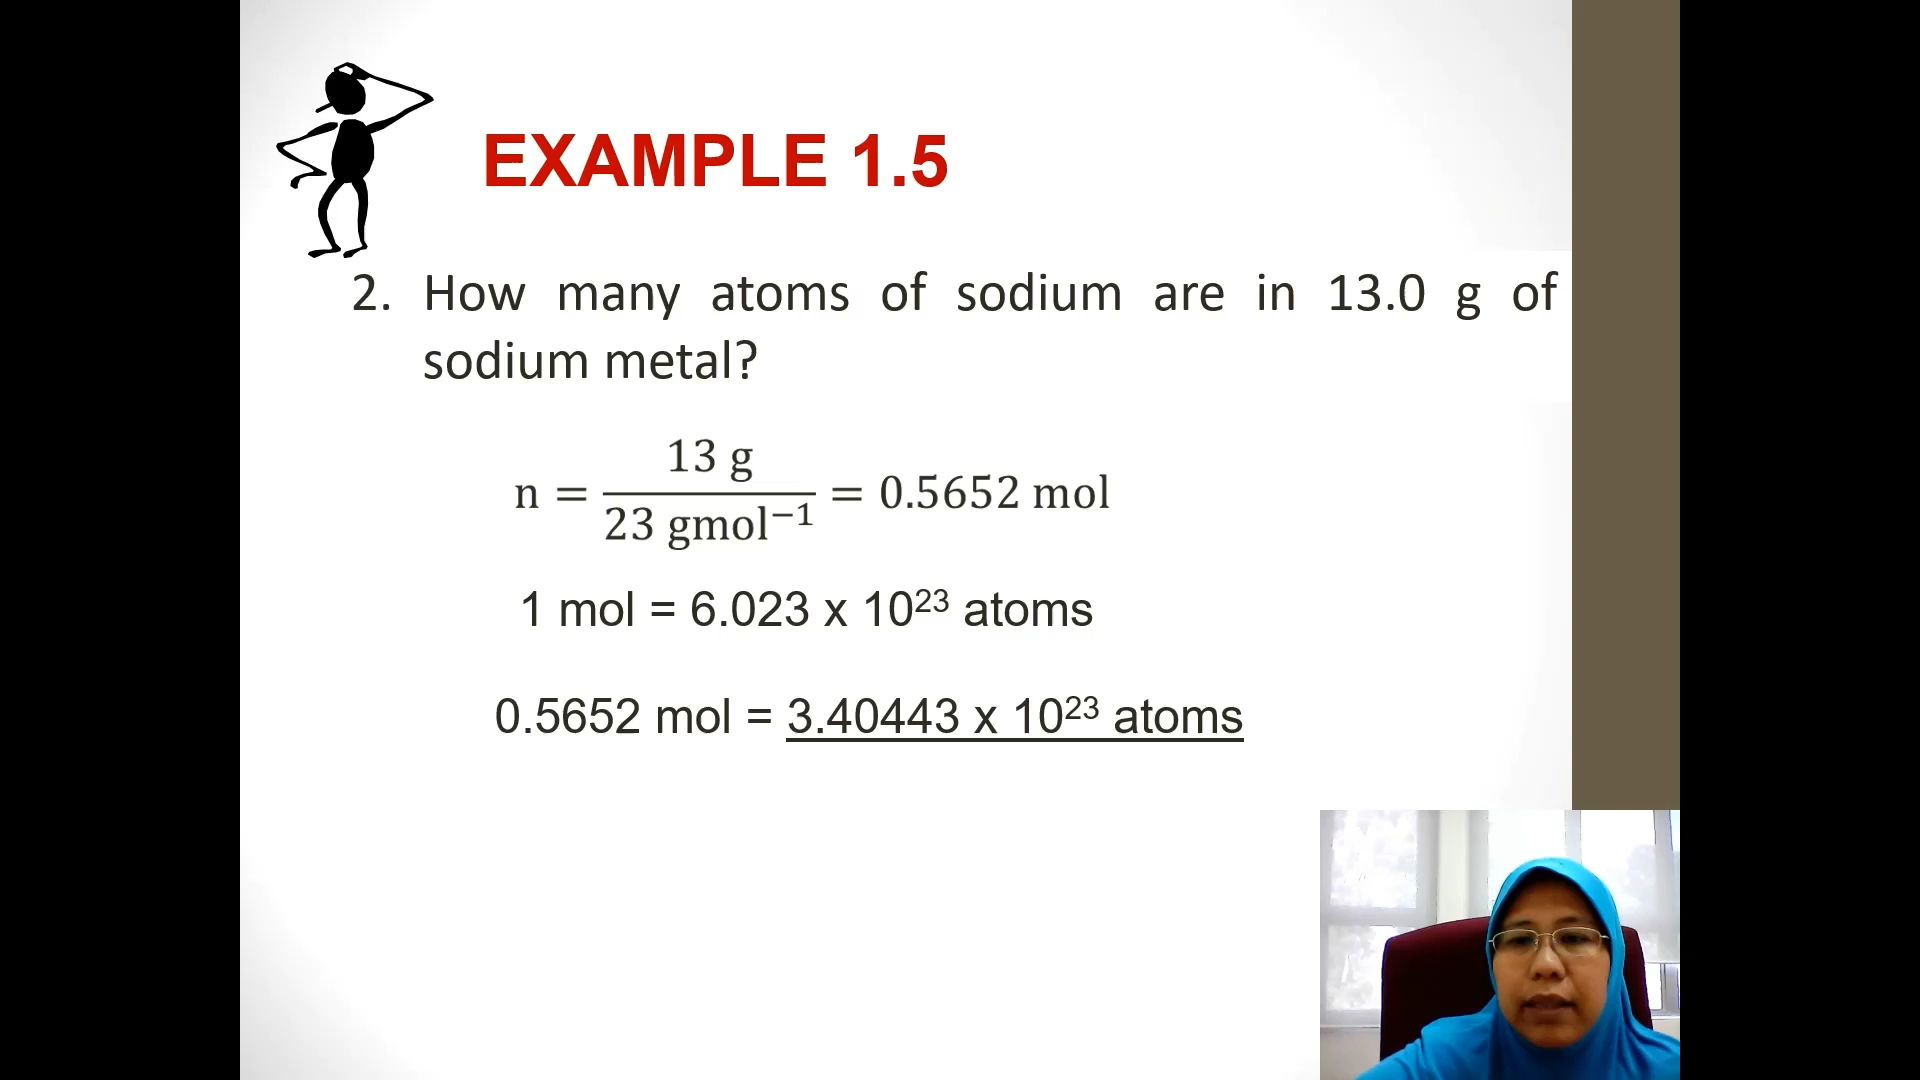 EXAMPLE 1.5
2. How many atoms of sodium are in 13.0 g of
sodium metal?
n = 13 g / 23 gmol⁻¹ = 0.5652 mol
1 mol = 6.023 x 10²³ atoms
0.5652 mol = 3.40443 x 10²³ atoms